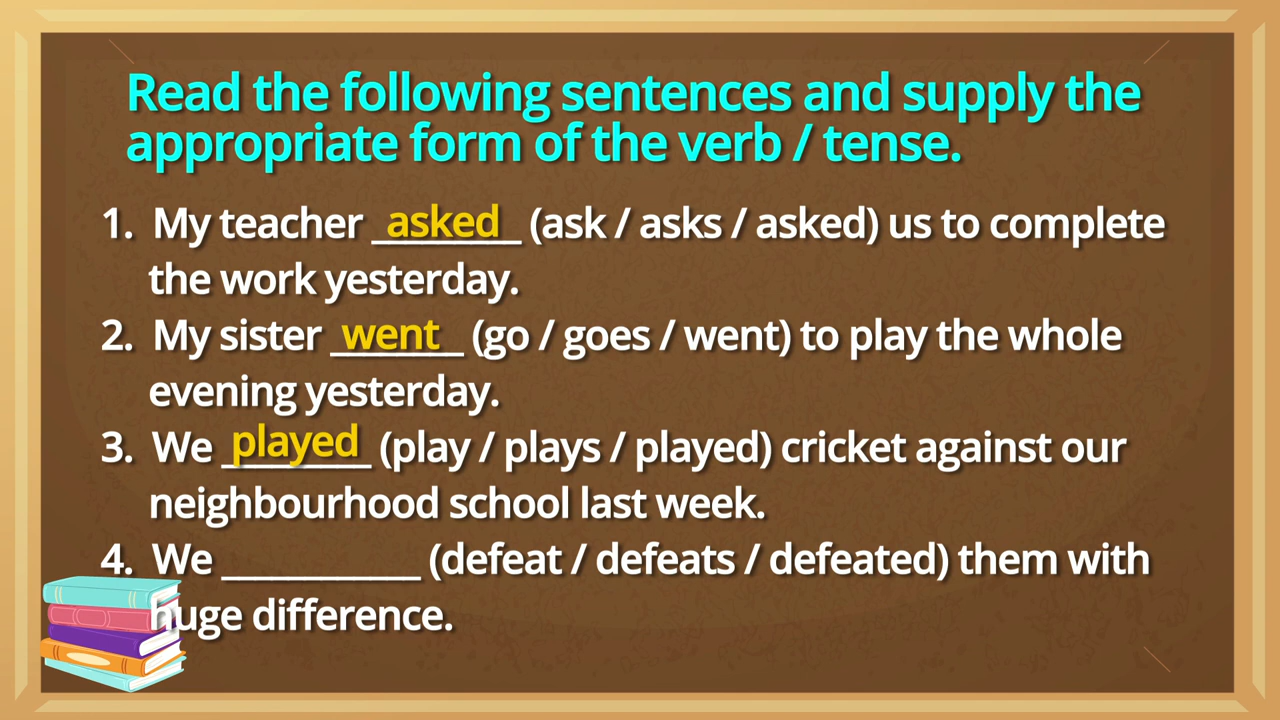 Read the following sentences and supply the
appropriate form of the verb / tense.
1. My teacher asked (ask / asks / asked) us to complete
the work yesterday.
2. My sister went (go / goes / went) to play the whole
evening yesterday.
3. We played (play / plays / played) cricket against our
neighbourhood school last week.
4. We __________ (defeat / defeats / defeated) them with
huge difference.